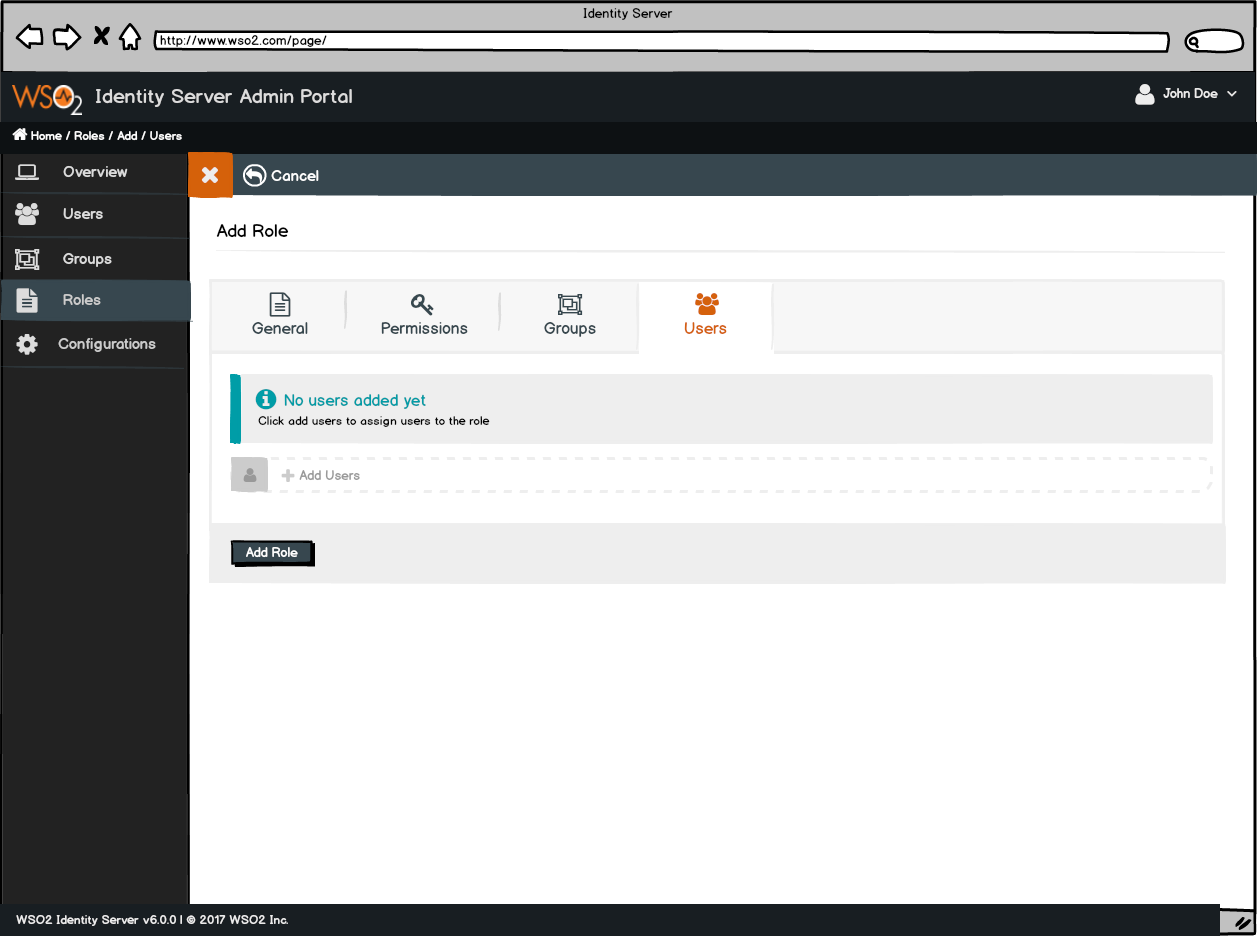 Identity Server
http://www.wso2.com/page/
WSO2 Identity Server Admin Portal
John Doe
Home / Roles / Add / Users
Overview
Users
Groups
Roles
Configurations
Cancel
Add Role
General
Permissions
Groups
Users
No users added yet
Click add users to assign users to the role
Add Users
Add Role
WSO2 Identity Server v6.0.0 | © 2017 WSO2 Inc.